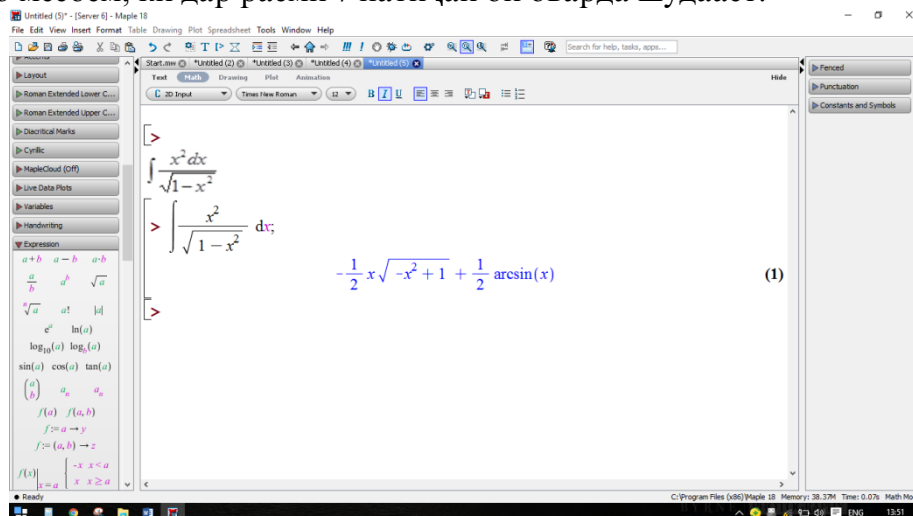 Untitled (5)* - [Server 6] - Maple 18
File Edit View Insert Format Table Drawing Plot Spreadsheet Tools Window Help
Search for help, tasks, apps...
Start.mw *Untitled (2) *Untitled (3) *Untitled (4) *Untitled (5)
Text Math Drawing Plot Animation Hide
C 2D Input Times New Roman 12 B I U
Layout
Roman Extended Lower C...
Roman Extended Upper C...
Diacritical Marks
Cyrillic
MapleCloud (Off)
Live Data Plots
Variables
Handwriting
Expression
a+b a−b a·b
a/b a^b √a
ⁿ√a a! |a|
e^a ln(a)
log₁₀(a) log_b(a)
sin(a) cos(a) tan(a)
(a b) a_n a_n
f(a) f(a, b)
f := a → y
f := (a, b) → z
f(x)|x=a { -x x<a
x x≥a
>
∫ x² dx / √(1−x²)
> ∫ x² / √(1 − x²) dx;
-1/2 x √(-x² + 1) + 1/2 arcsin(x) (1)
>
Fenced
Punctuation
Constants and Symbols
Ready C:\Program Files (x86)\Maple 18 Memory: 38.37M Time: 0.07s Math Mo
ENG 13:51